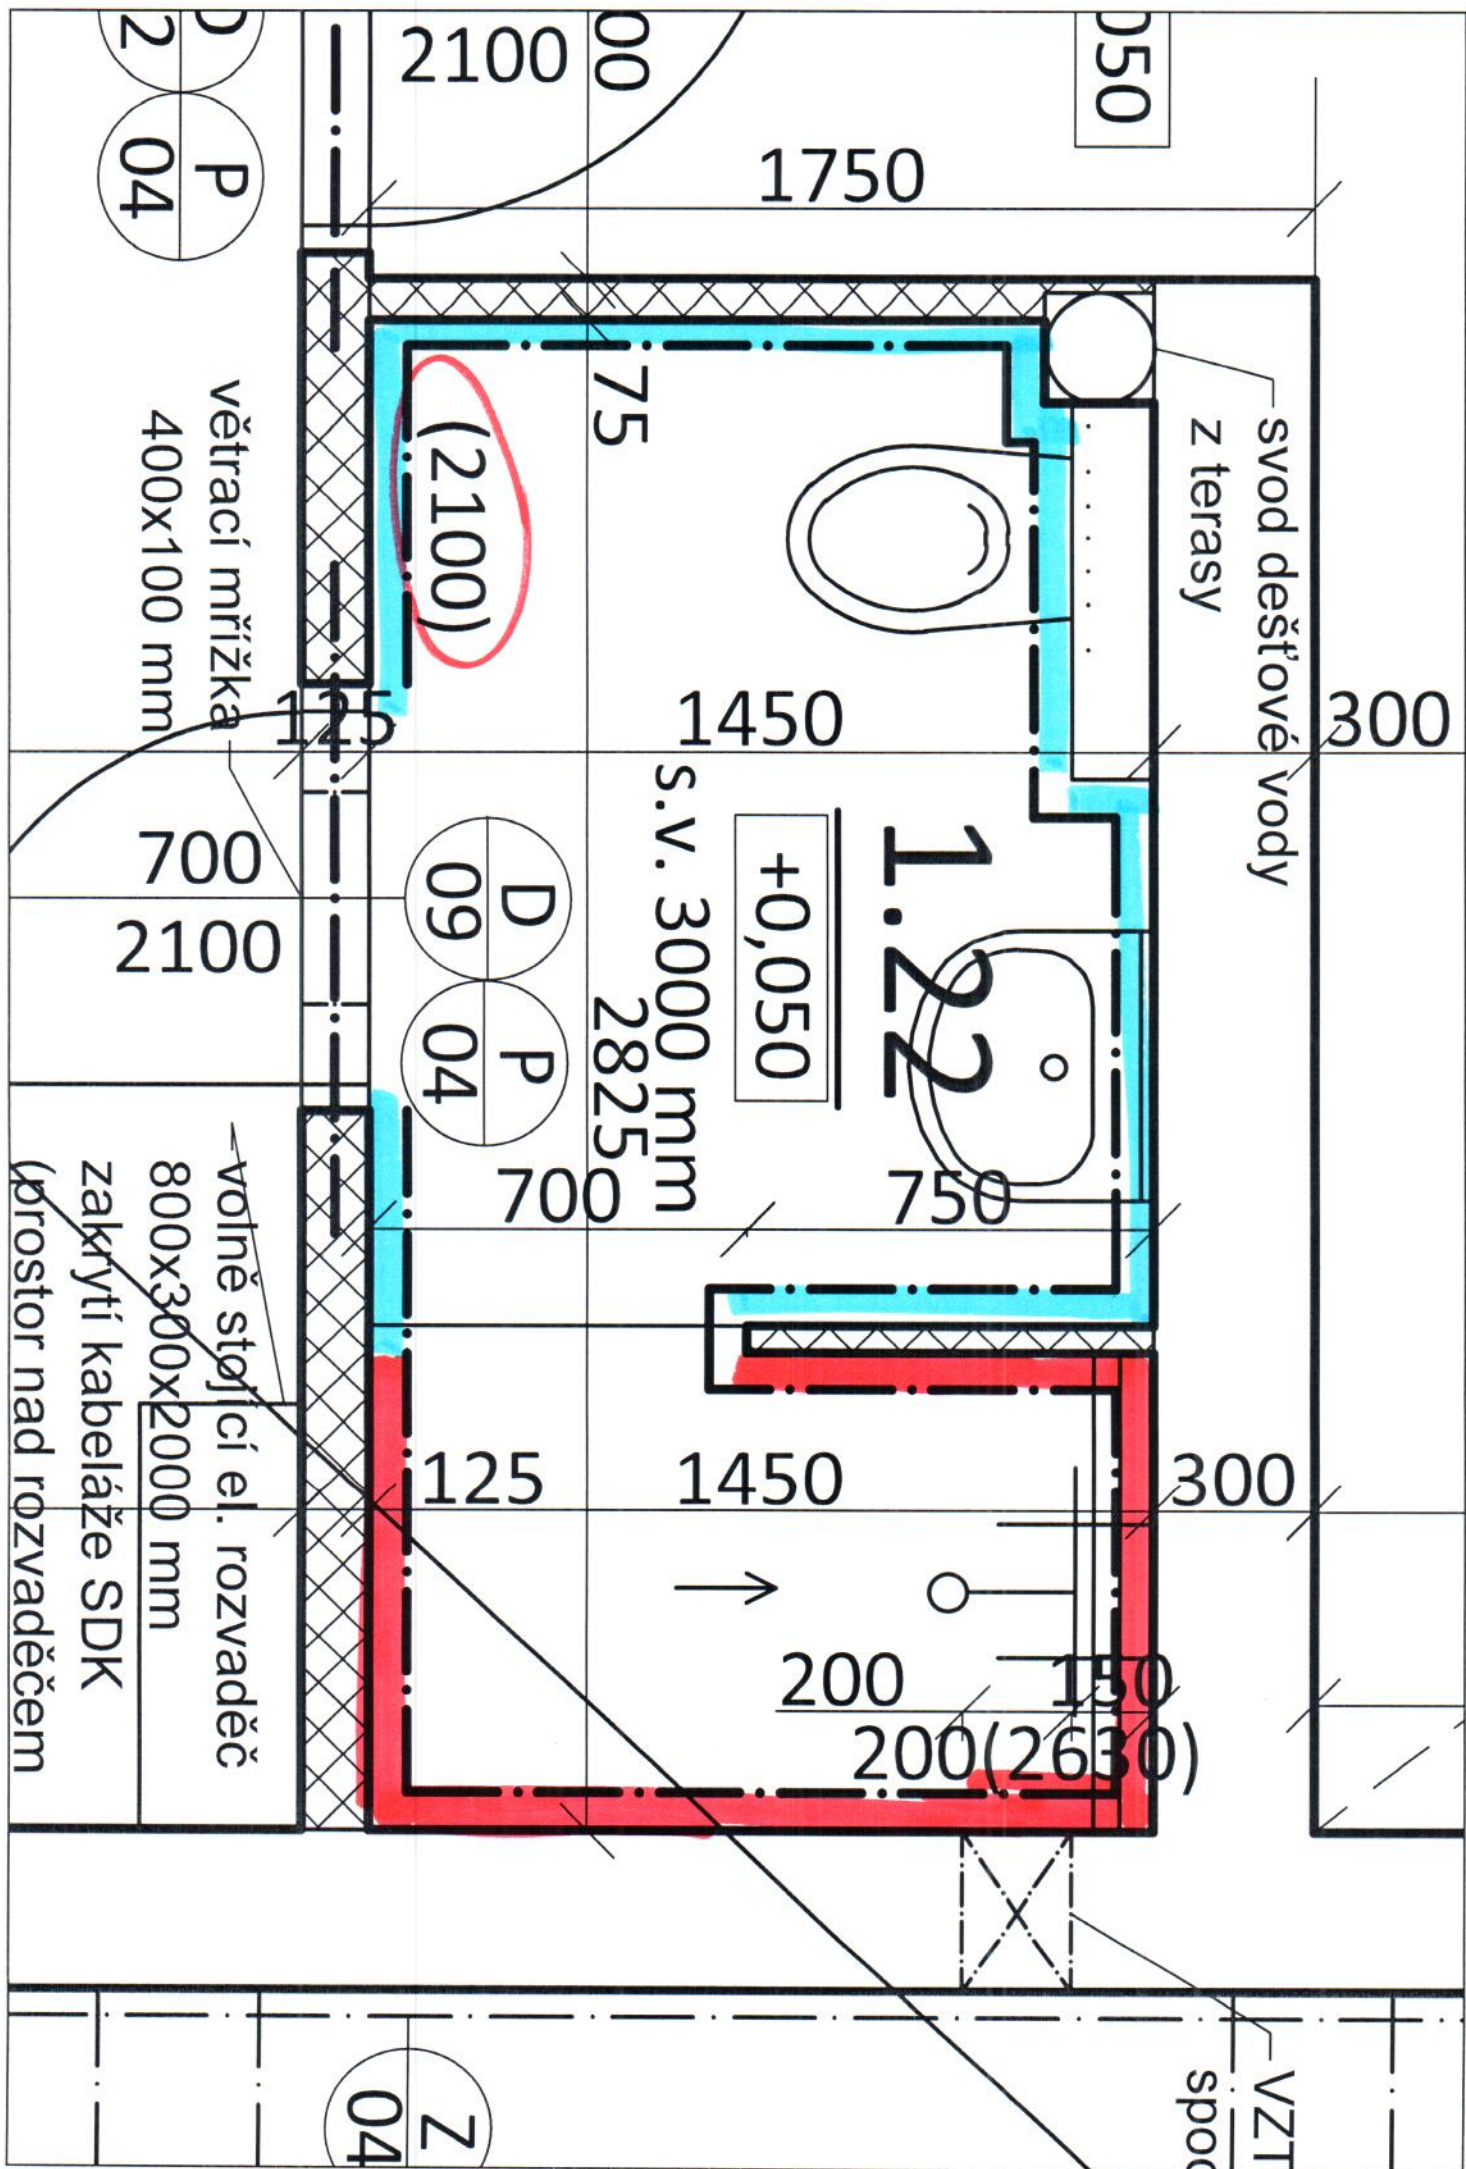 2100
050
1750
P
04
75
(2100)
větrací mřížka
400x100 mm
svod dešťové vody
z terasy
125
1450
300
700
2100
D
09
P
04
s.v. 3000 mm
2825
+0,050
1.22
700
750
volně stojící el. rozvaděč
800x300x2000 mm
zakrytí kabeláže SDK
(prostor nad rozvaděčem
125
1450
300
200
150
200(2630)
Z
04
VZT